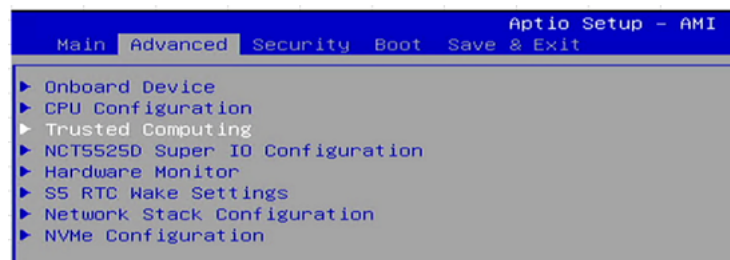 Aptio Setup - AMI
Main Advanced Security Boot Save & Exit
Onboard Device
CPU Configuration
Trusted Computing
NCT5525D Super IO Configuration
Hardware Monitor
S5 RTC Wake Settings
Network Stack Configuration
NVMe Configuration